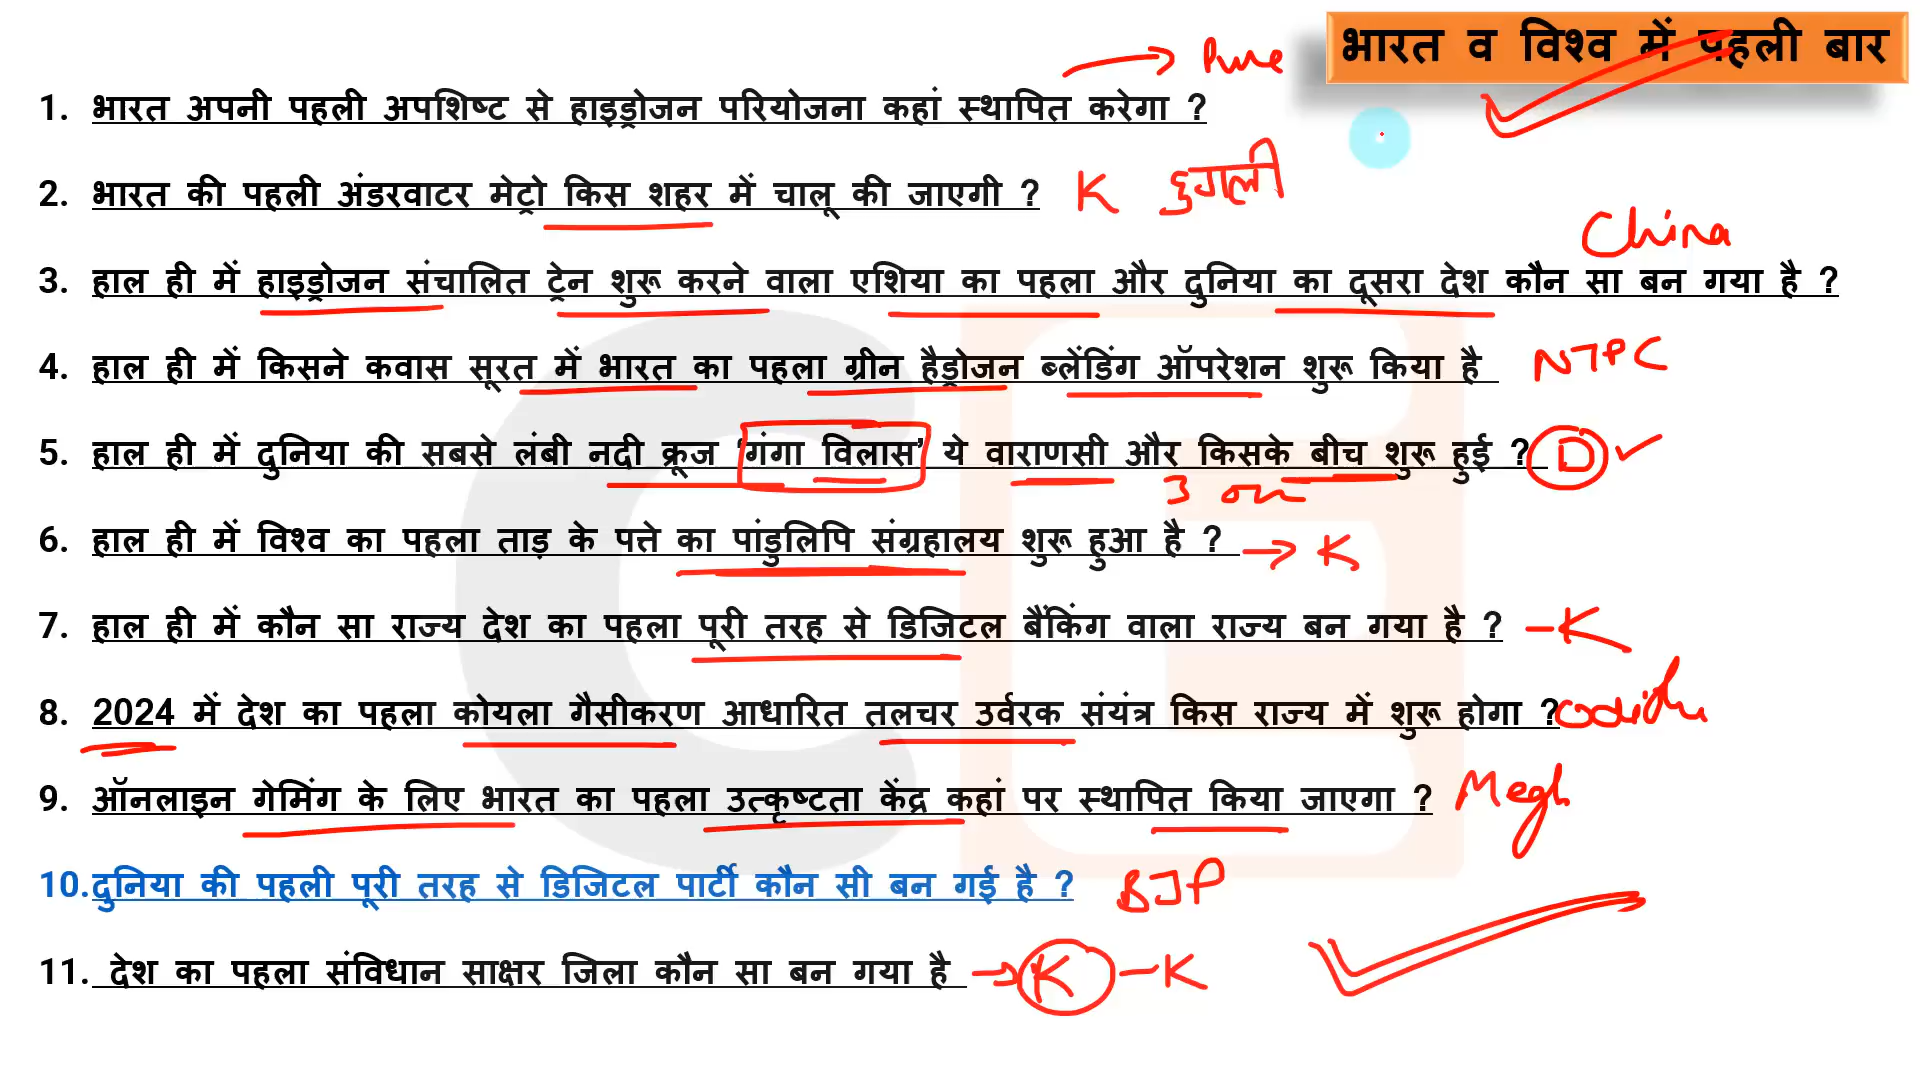 भारत व विश्व में पहली बार
1. भारत अपनी पहली अपशिष्ट से हाइड्रोजन परियोजना कहां स्थापित करेगा ? Pune
2. भारत की पहली अंडरवाटर मेट्रो किस शहर में चालू की जाएगी ? K हुगली
China
3. हाल ही में हाइड्रोजन संचालित ट्रेन शुरू करने वाला एशिया का पहला और दुनिया का दूसरा देश कौन सा बन गया है ?
4. हाल ही में किसने कवास सूरत में भारत का पहला ग्रीन हैड्रोजन ब्लेंडिंग ऑपरेशन शुरू किया है NTPC
5. हाल ही में दुनिया की सबसे लंबी नदी क्रूज ‘गंगा विलास’ ये वाराणसी और किसके बीच शुरू हुई ? D
6. हाल ही में विश्व का पहला ताड़ के पत्ते का पांडुलिपि संग्रहालय शुरू हुआ है ? K
7. हाल ही में कौन सा राज्य देश का पहला पूरी तरह से डिजिटल बैंकिंग वाला राज्य बन गया है ? K
8. 2024 में देश का पहला कोयला गैसीकरण आधारित तलचर उर्वरक संयंत्र किस राज्य में शुरू होगा ?
9. ऑनलाइन गेमिंग के लिए भारत का पहला उत्कृष्टता केंद्र कहां पर स्थापित किया जाएगा ? Megh
10. दुनिया की पहली पूरी तरह से डिजिटल पार्टी कौन सी बन गई है ? BJP
11. देश का पहला संविधान साक्षर जिला कौन सा बन गया है K - K